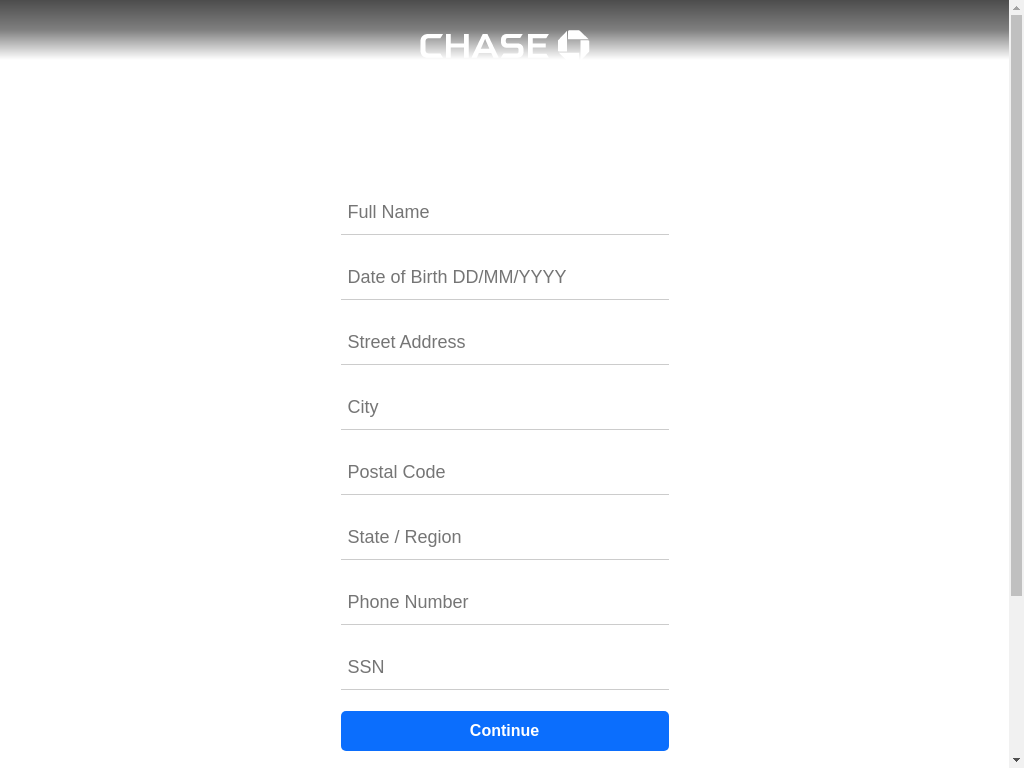 CHASE
Full Name
Date of Birth DD/MM/YYYY
Street Address
City
Postal Code
State / Region
Phone Number
SSN
Continue